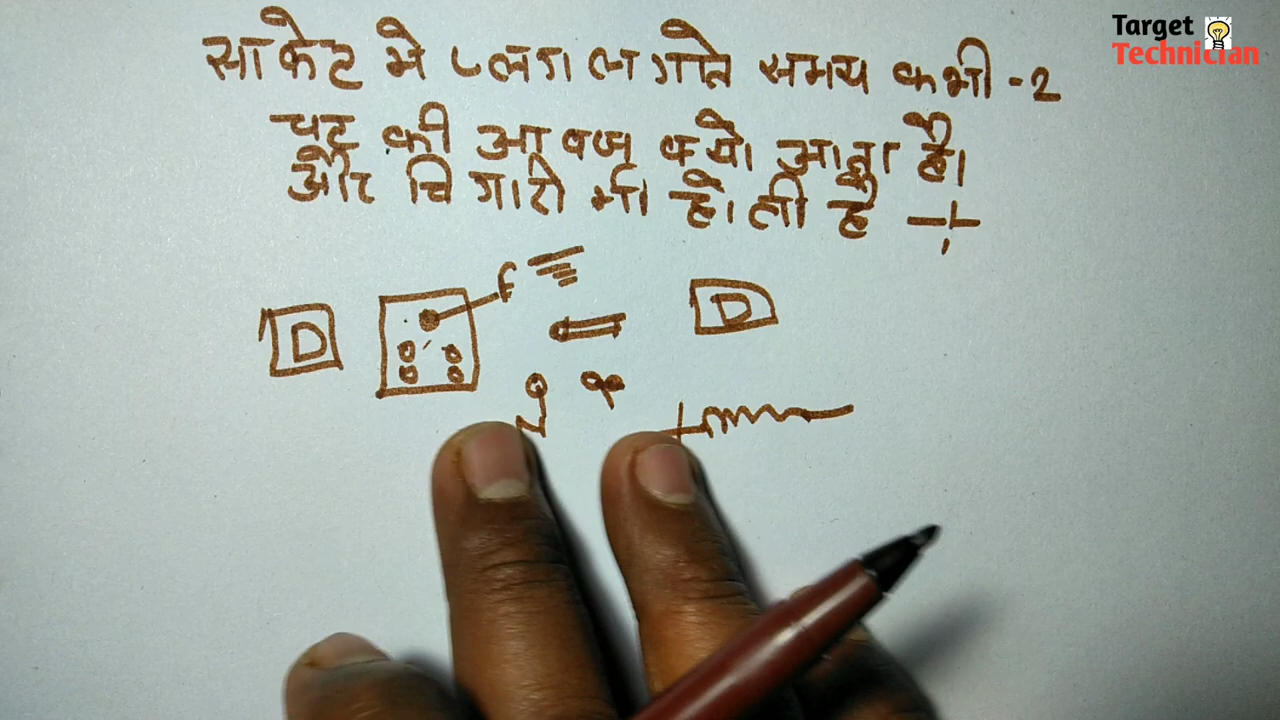 Target
Technician
साकेट मे प्लग लगाते समय कभी-2
चट की आवाज क्यो आता है।
और चिगारी भी होती है ÷
f
D
D